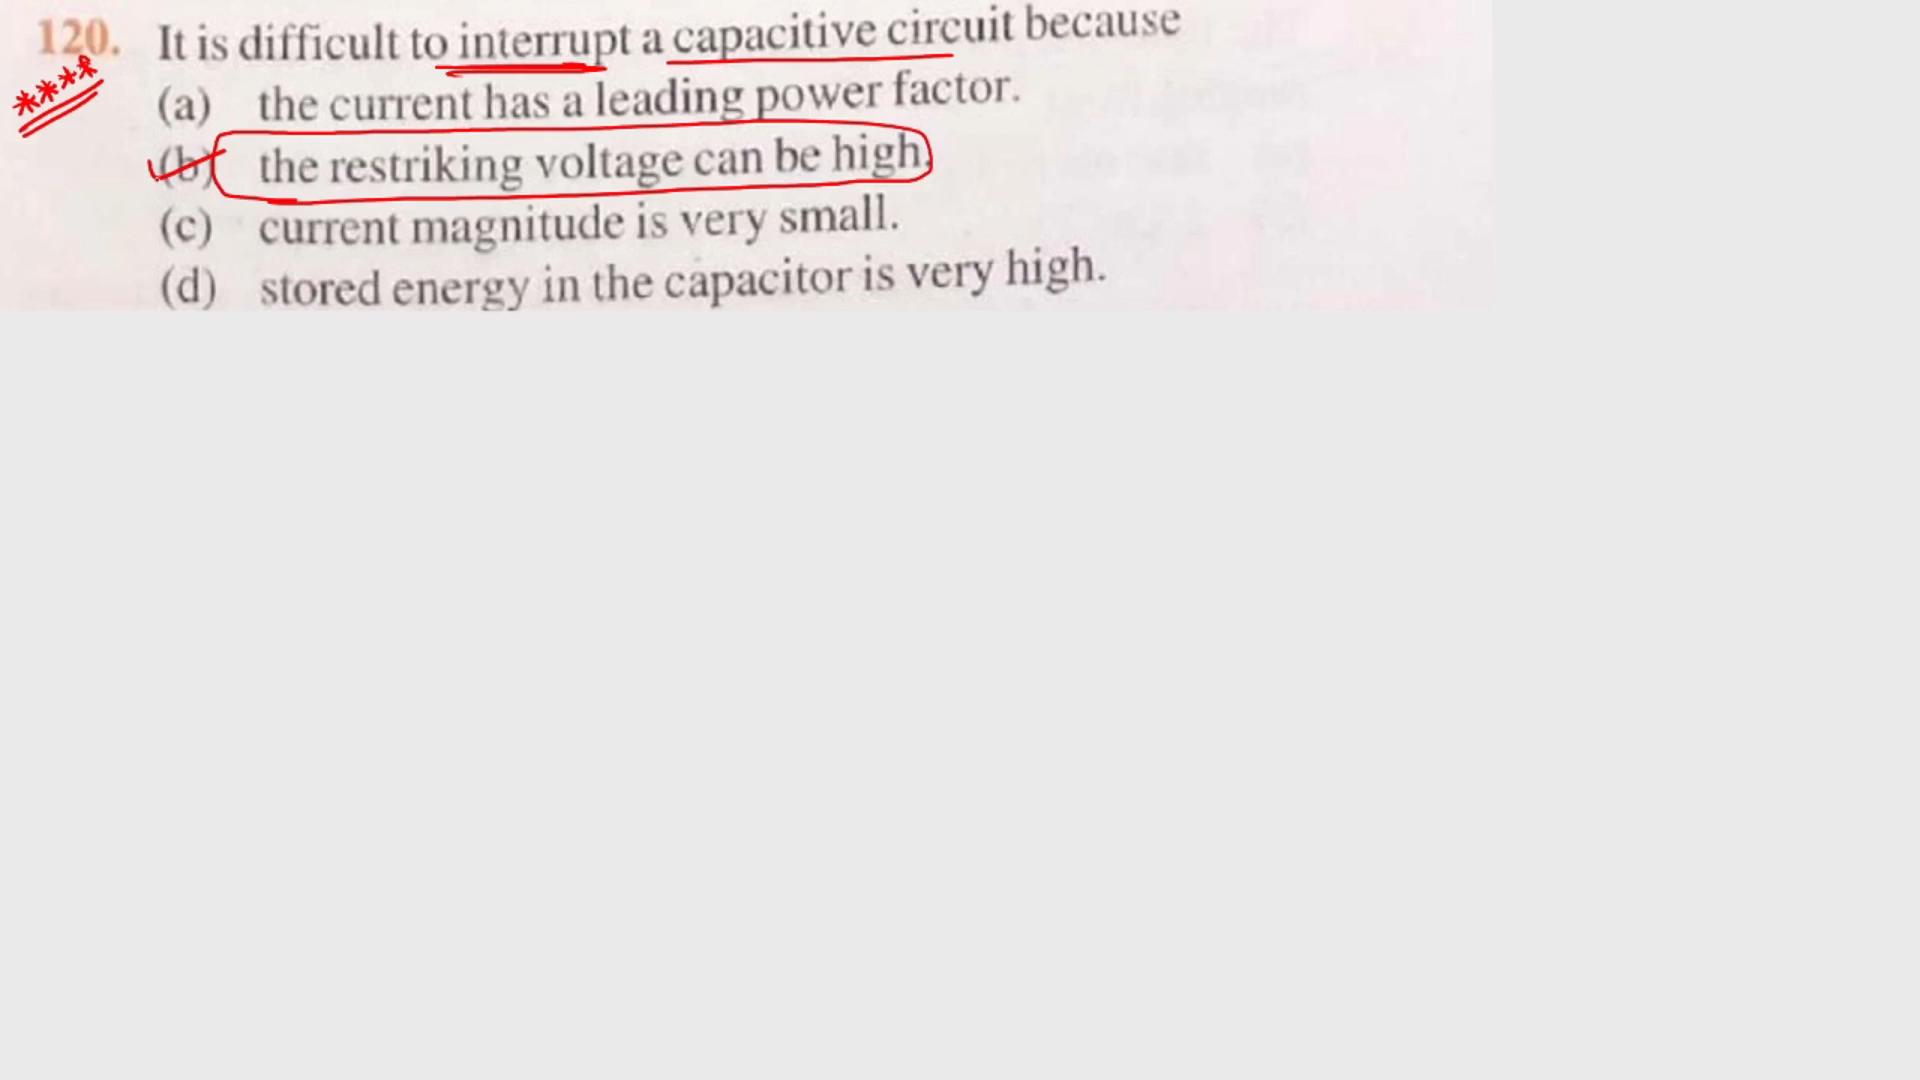 120. It is difficult to interrupt a capacitive circuit because
****
(a) the current has a leading power factor.
(b) the restriking voltage can be high.
(c) current magnitude is very small.
(d) stored energy in the capacitor is very high.